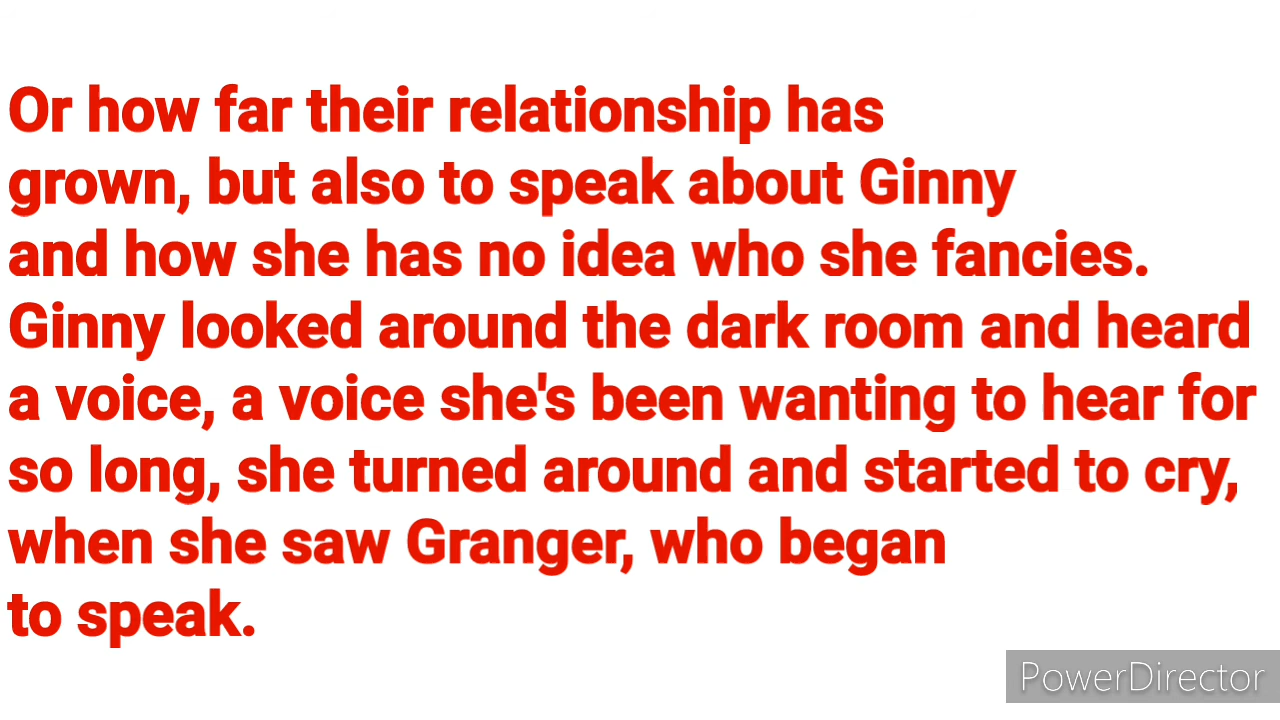 Or how far their relationship has
grown, but also to speak about Ginny
and how she has no idea who she fancies.
Ginny looked around the dark room and heard
a voice, a voice she's been wanting to hear for
so long, she turned around and started to cry,
when she saw Granger, who began
to speak.
PowerDirector